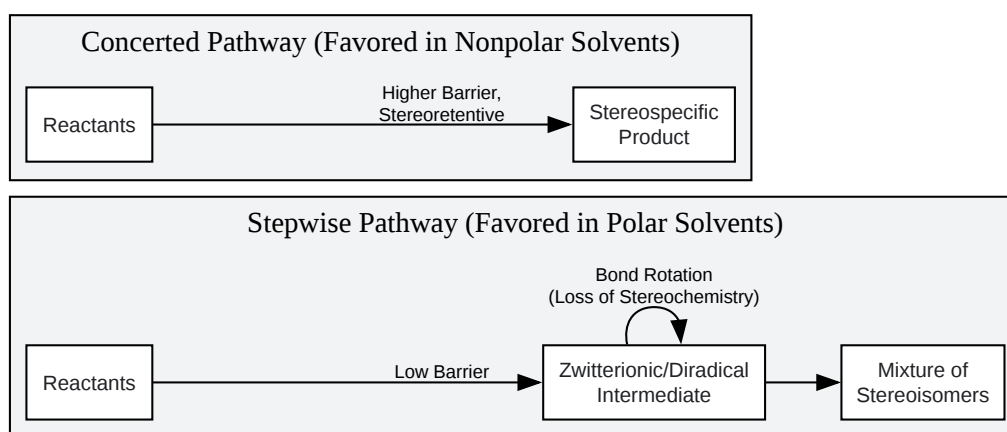 Concerted Pathway (Favored in Nonpolar Solvents)
Reactants
Higher Barrier,
Stereoretentive
Stereospecific
Product
Stepwise Pathway (Favored in Polar Solvents)
Reactants
Low Barrier
Bond Rotation
(Loss of Stereochemistry)
Zwitterionic/Diradical
Intermediate
Mixture of
Stereoisomers